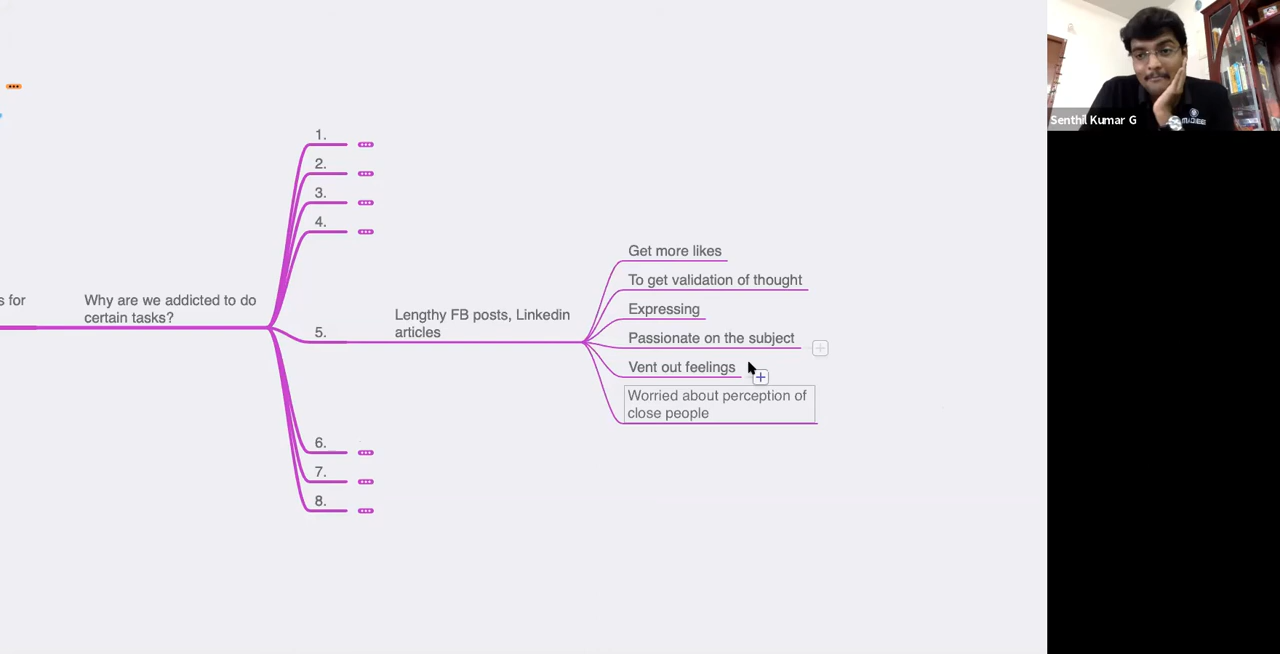 s for
Why are we addicted to do
certain tasks?
1.
2.
3.
4.
5.
6.
7.
8.
Lengthy FB posts, Linkedin
articles
Get more likes
To get validation of thought
Expressing
Passionate on the subject
Vent out feelings
Worried about perception of
close people
Senthil Kumar G